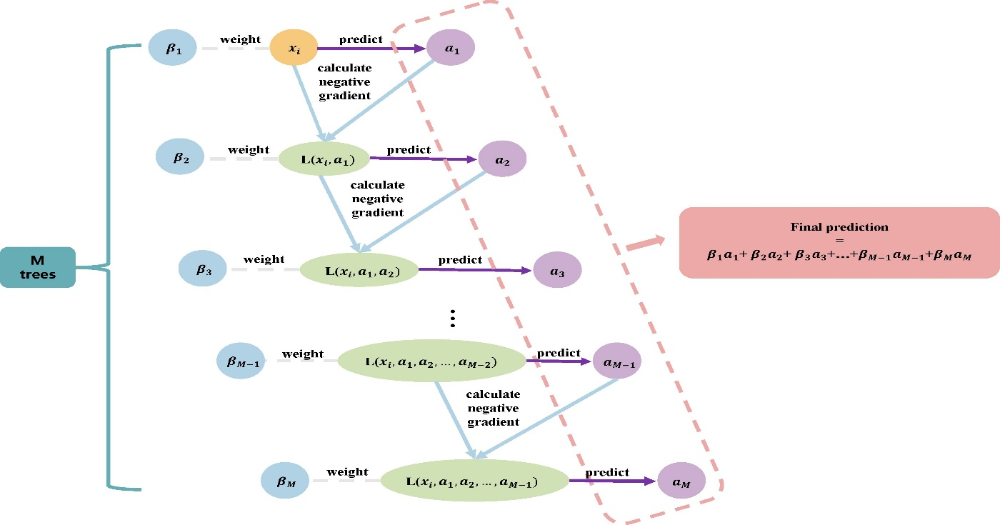 β₁ weight xᵢ predict a₁
calculate
negative
gradient
β₂ weight L(xᵢ, a₁) predict a₂
calculate
negative
gradient
M
trees
β₃ weight L(xᵢ, a₁, a₂) predict a₃
Final prediction
=
β₁a₁+ β₂a₂+ β₃a₃+...+βM−1aM−1+βMaM
⋮
βM−1 weight L(xᵢ, a₁, a₂, ..., aM−2) predict aM−1
calculate
negative
gradient
βM weight L(xᵢ, a₁, a₂, ..., aM−1) predict aM